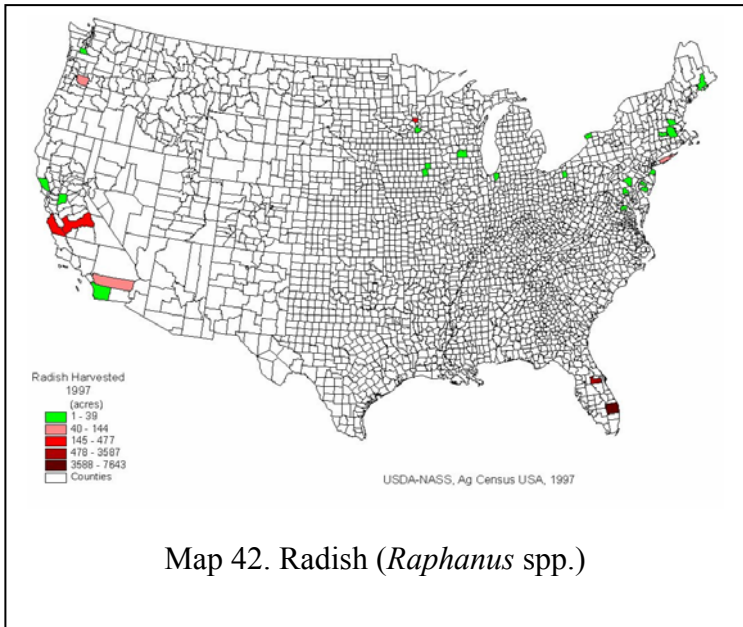 Radish Harvested
1997
(acres)
1 - 39
40 - 144
145 - 477
478 - 3587
3588 - 7643
Counties
USDA-NASS, Ag Census USA, 1997
Map 42. Radish (Raphanus spp.)